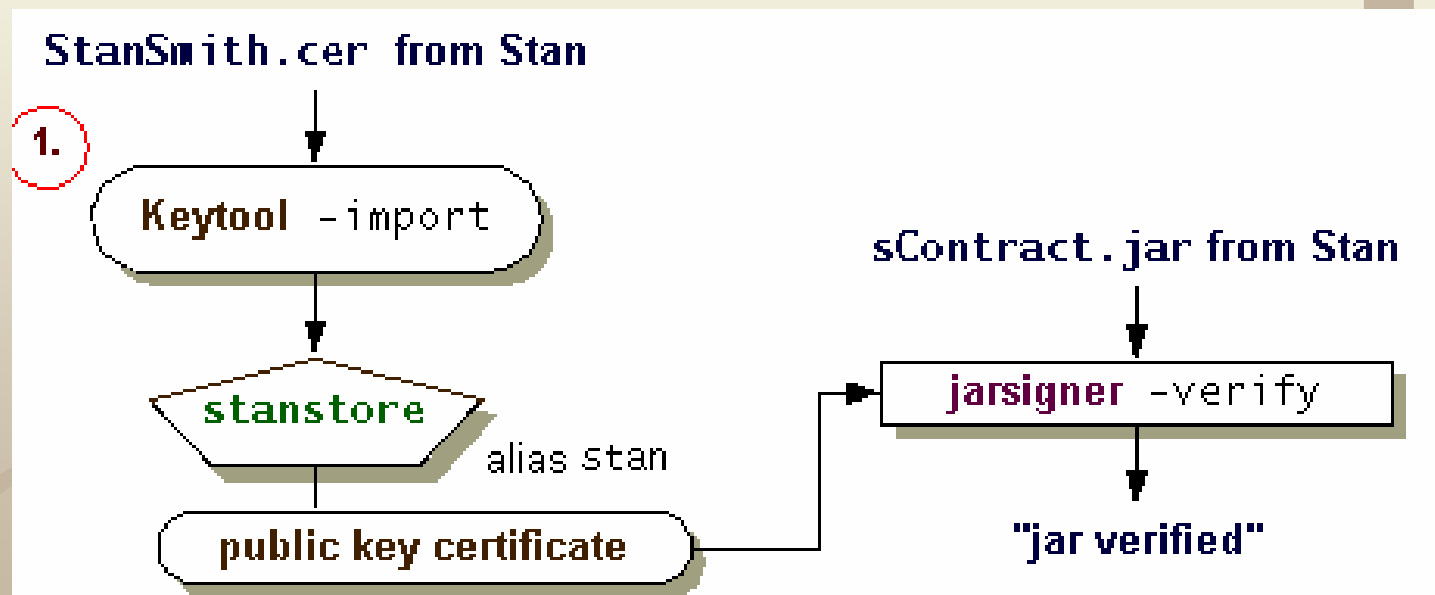 StanSmith.cer from Stan
1.
Keytool -import
sContract.jar from Stan
stanstore
jarsigner -verify
alias stan
public key certificate
"jar verified"